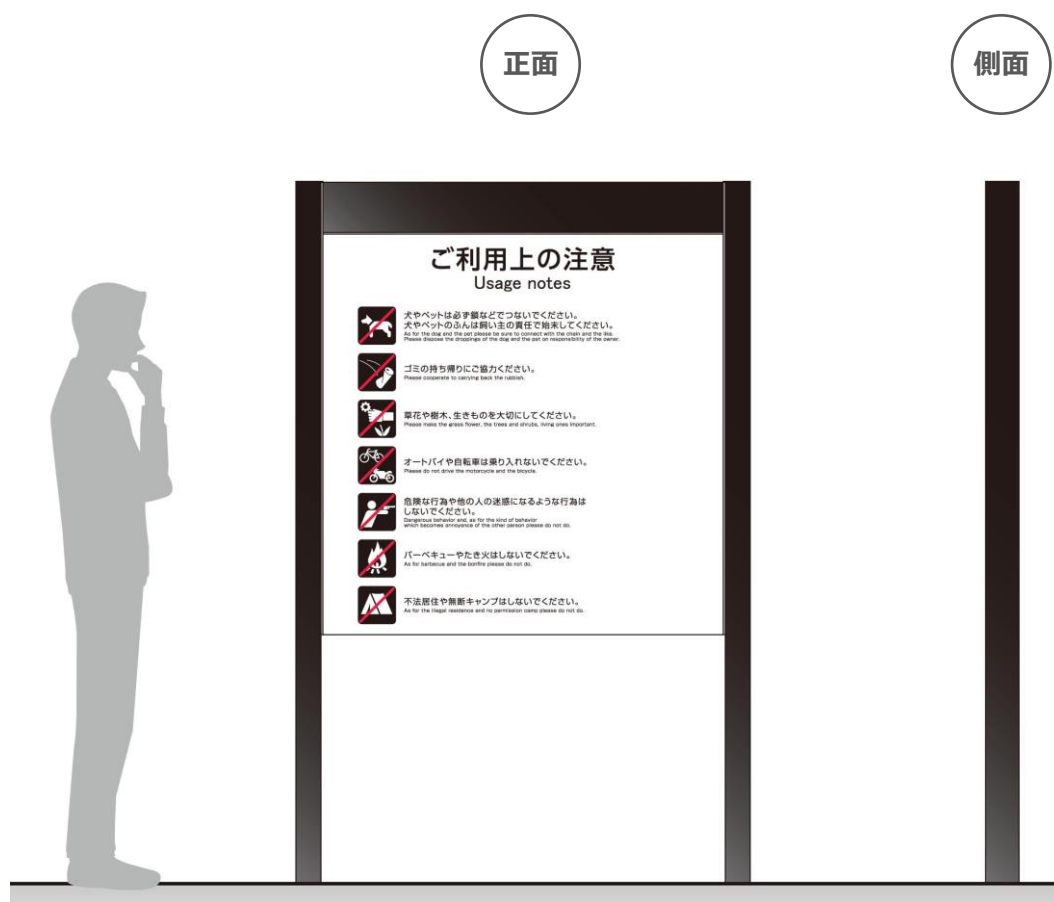 正面
側面
ご利用上の注意
Usage notes
犬やペットは必ず鎖などでつないでください。
犬やペットのふんは飼い主の責任で始末してください。
As for the dog and the pet please be sure to connect with the chain and the like.
Please dispose the droppings of the dog and the pet on responsibility of the owner.
ゴミの持ち帰りにご協力ください。
Please cooperate to carrying back the rubbish.
草花や樹木、生きものを大切にしてください。
Please make the grass flower, the trees and shrubs, living ones important.
オートバイや自転車は乗り入れないでください。
Please do not drive the motorcycle and the bicycle.
危険な行為や他の人の迷惑になるような行為は
しないでください。
Dangerous behavior and, as for the kind of behavior
which becomes annoyance of the other person please do not do.
バーベキューやたき火はしないでください。
As for barbecue and the bonfire please do not do.
不法居住や無断キャンプはしないでください。
As for the illegal residence and no permission camp please do not do.